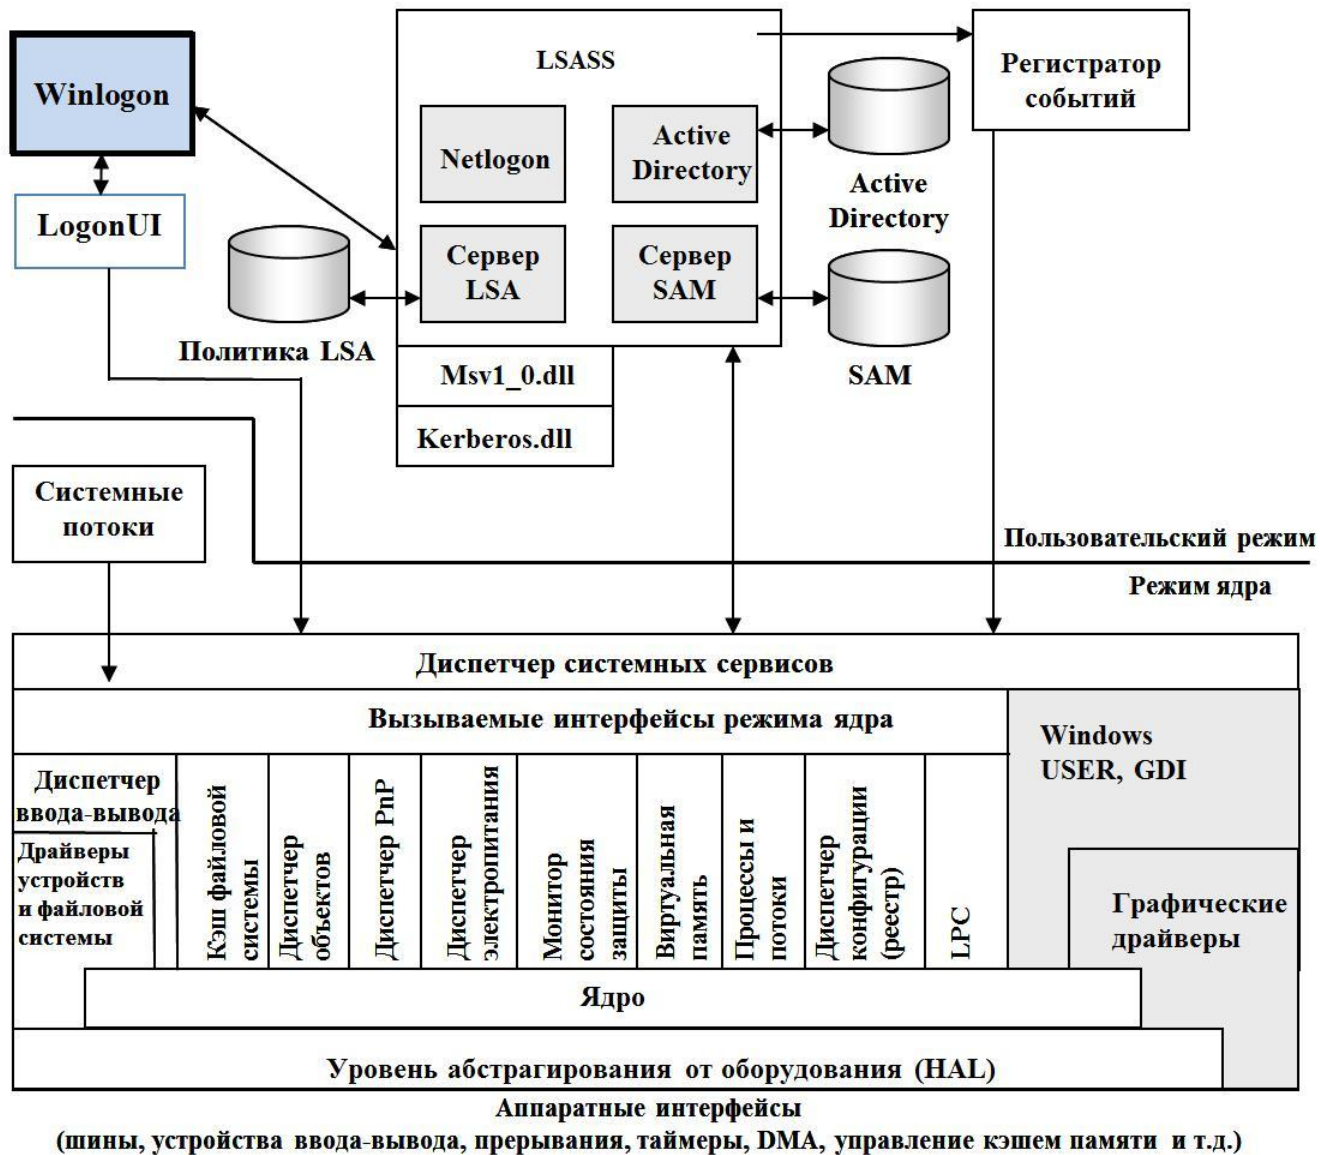 Winlogon
LogonUI
LSASS
Netlogon
Active
Directory
Сервер
LSA
Сервер
SAM
Msv1_0.dll
Kerberos.dll
Политика LSA
Active
Directory
SAM
Регистратор
событий
Системные
потоки
Пользовательский режим
Режим ядра
Диспетчер системных сервисов
Вызываемые интерфейсы режима ядра
Windows
USER, GDI
Диспетчер
ввода-вывода
Драйверы
устройств
и файловой
системы
Кэш файловой
системы
Диспетчер
объектов
Диспетчер PnP
Диспетчер
электропитания
Монитор
состояния
защиты
Виртуальная
память
Процессы и
потоки
Диспетчер
конфигурации
(реестр)
LPC
Графические
драйверы
Ядро
Уровень абстрагирования от оборудования (HAL)
Аппаратные интерфейсы
(шины, устройства ввода-вывода, прерывания, таймеры, DMA, управление кэшем памяти и т.д.)